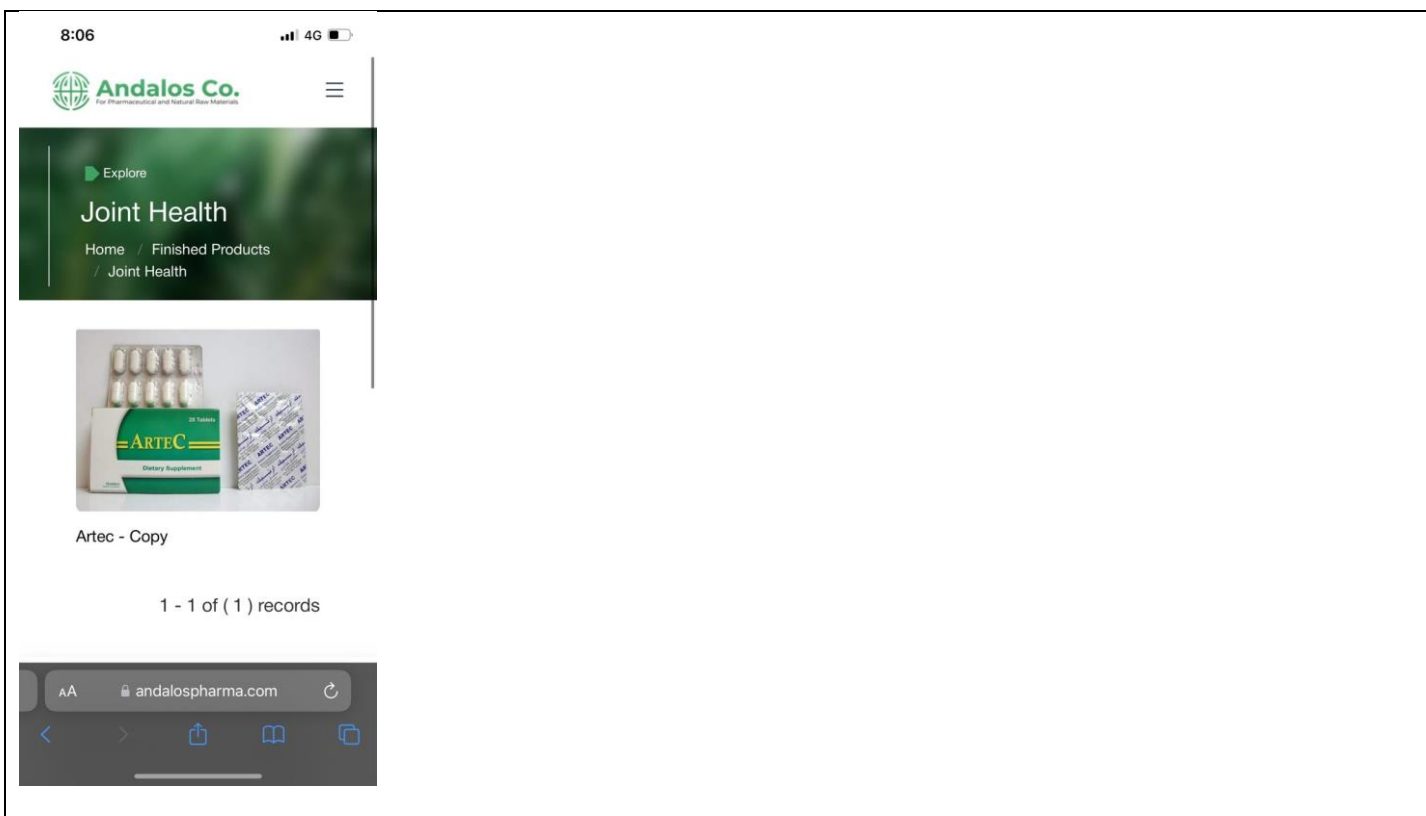 8:06
4G
Andalos Co.
For Pharmaceutical and Natural Raw Materials
Explore
Joint Health
Home / Finished Products
/ Joint Health
20 Tablets
ARTEC
Dietary Supplement
ARTEC
Artec - Copy
1 - 1 of ( 1 ) records
AA
andalospharma.com